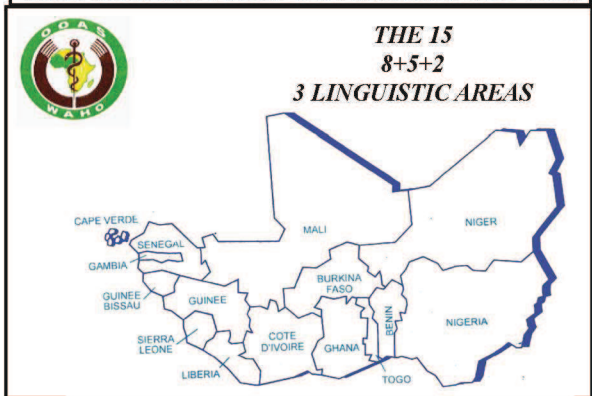 OOAS
WAHO
THE 15
8+5+2
3 LINGUISTIC AREAS
CAPE VERDE
SENEGAL
GAMBIA
GUINEE
BISSAU
GUINEE
SIERRA
LEONE
LIBERIA
MALI
BURKINA
FASO
COTE
D'IVOIRE
GHANA
TOGO
BENIN
NIGER
NIGERIA